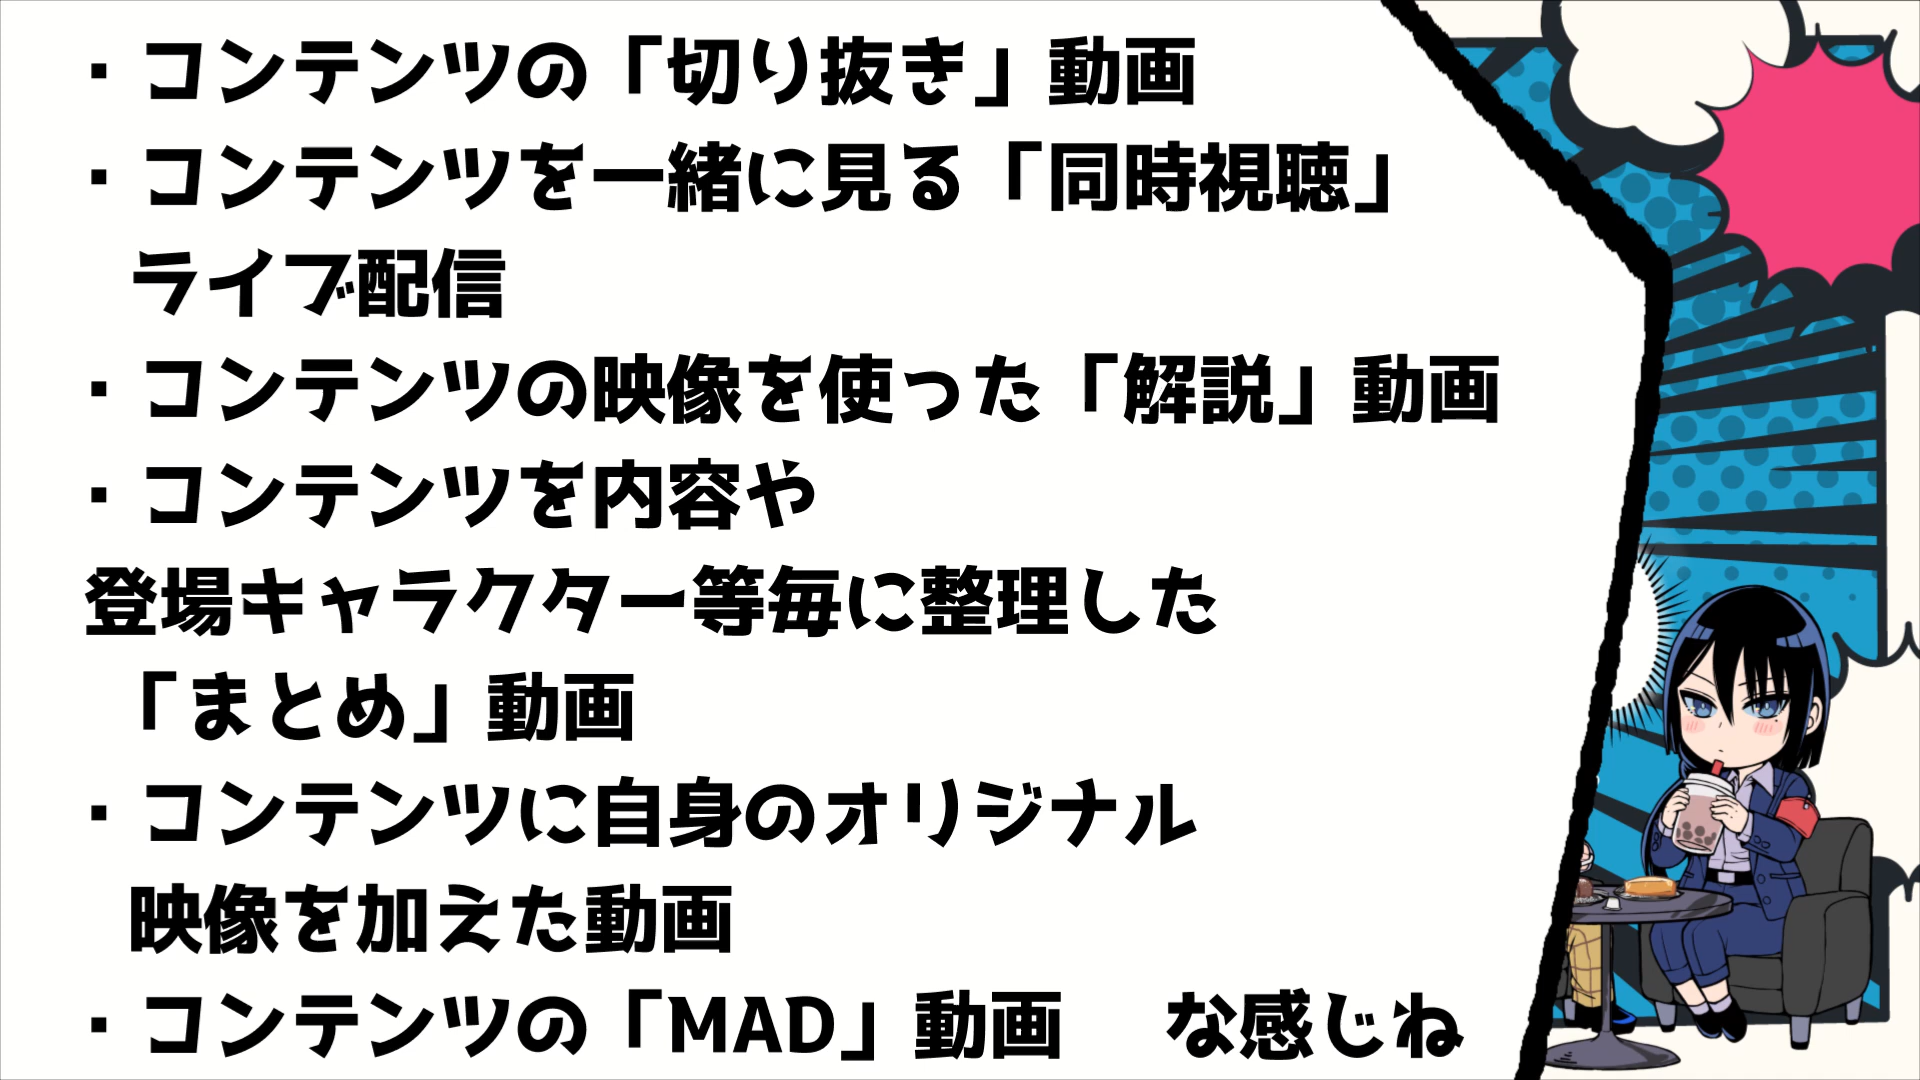 ・コンテンツの「切り抜き」動画
・コンテンツを一緒に見る「同時視聴」
ライブ配信
・コンテンツの映像を使った「解説」動画
・コンテンツを内容や
登場キャラクター等毎に整理した
「まとめ」動画
・コンテンツに自身のオリジナル
映像を加えた動画
・コンテンツの「MAD」動画　な感じね